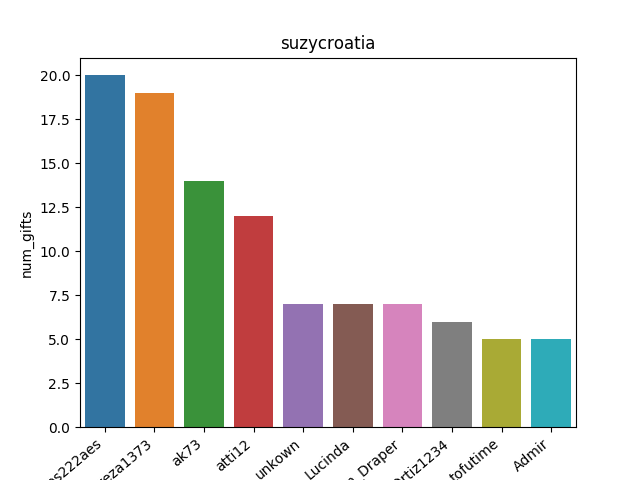 suzycroatia
num_gifts
20.0
17.5
15.0
12.5
10.0
7.5
5.0
2.5
0.0
ak73
atti12
unkown
Lucinda
tofutime
Admir